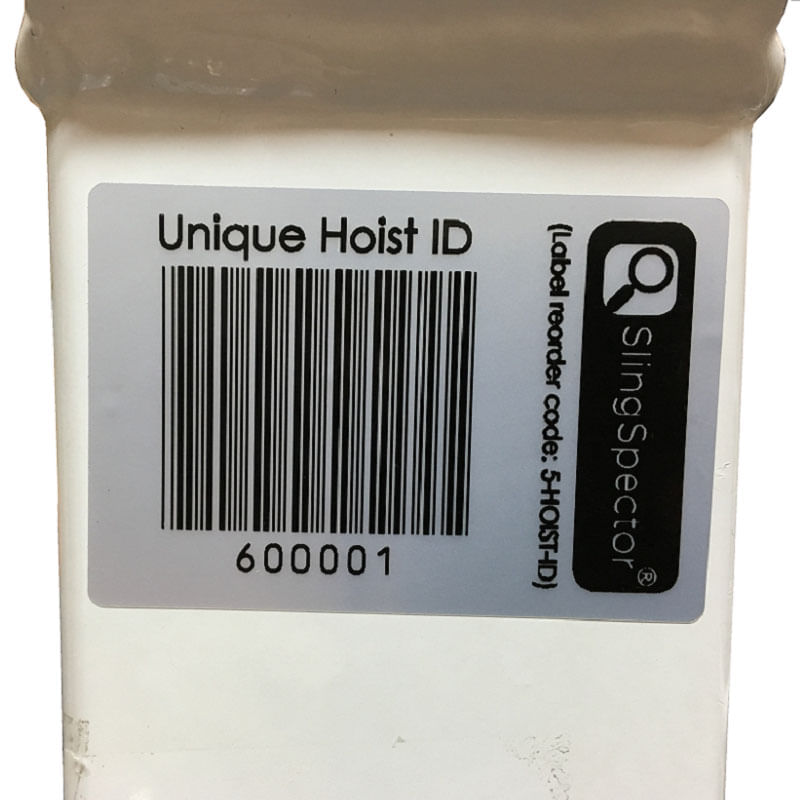 Unique Hoist ID
600001
(Label reorder code: 5-HOIST-ID)
SlingSpector®